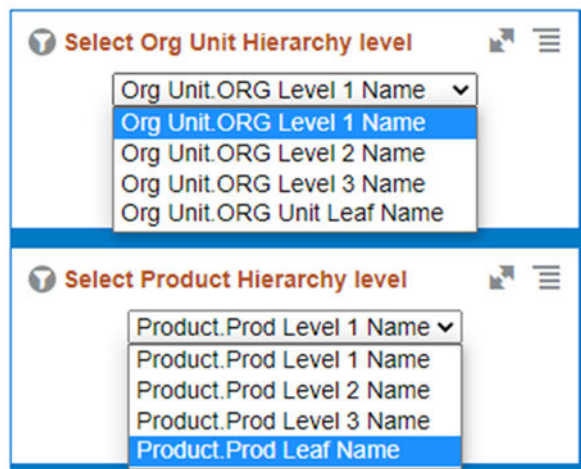 Select Org Unit Hierarchy level
Org Unit.ORG Level 1 Name
Org Unit.ORG Level 1 Name
Org Unit.ORG Level 2 Name
Org Unit.ORG Level 3 Name
Org Unit.ORG Unit Leaf Name
Select Product Hierarchy level
Product.Prod Level 1 Name
Product.Prod Level 1 Name
Product.Prod Level 2 Name
Product.Prod Level 3 Name
Product.Prod Leaf Name